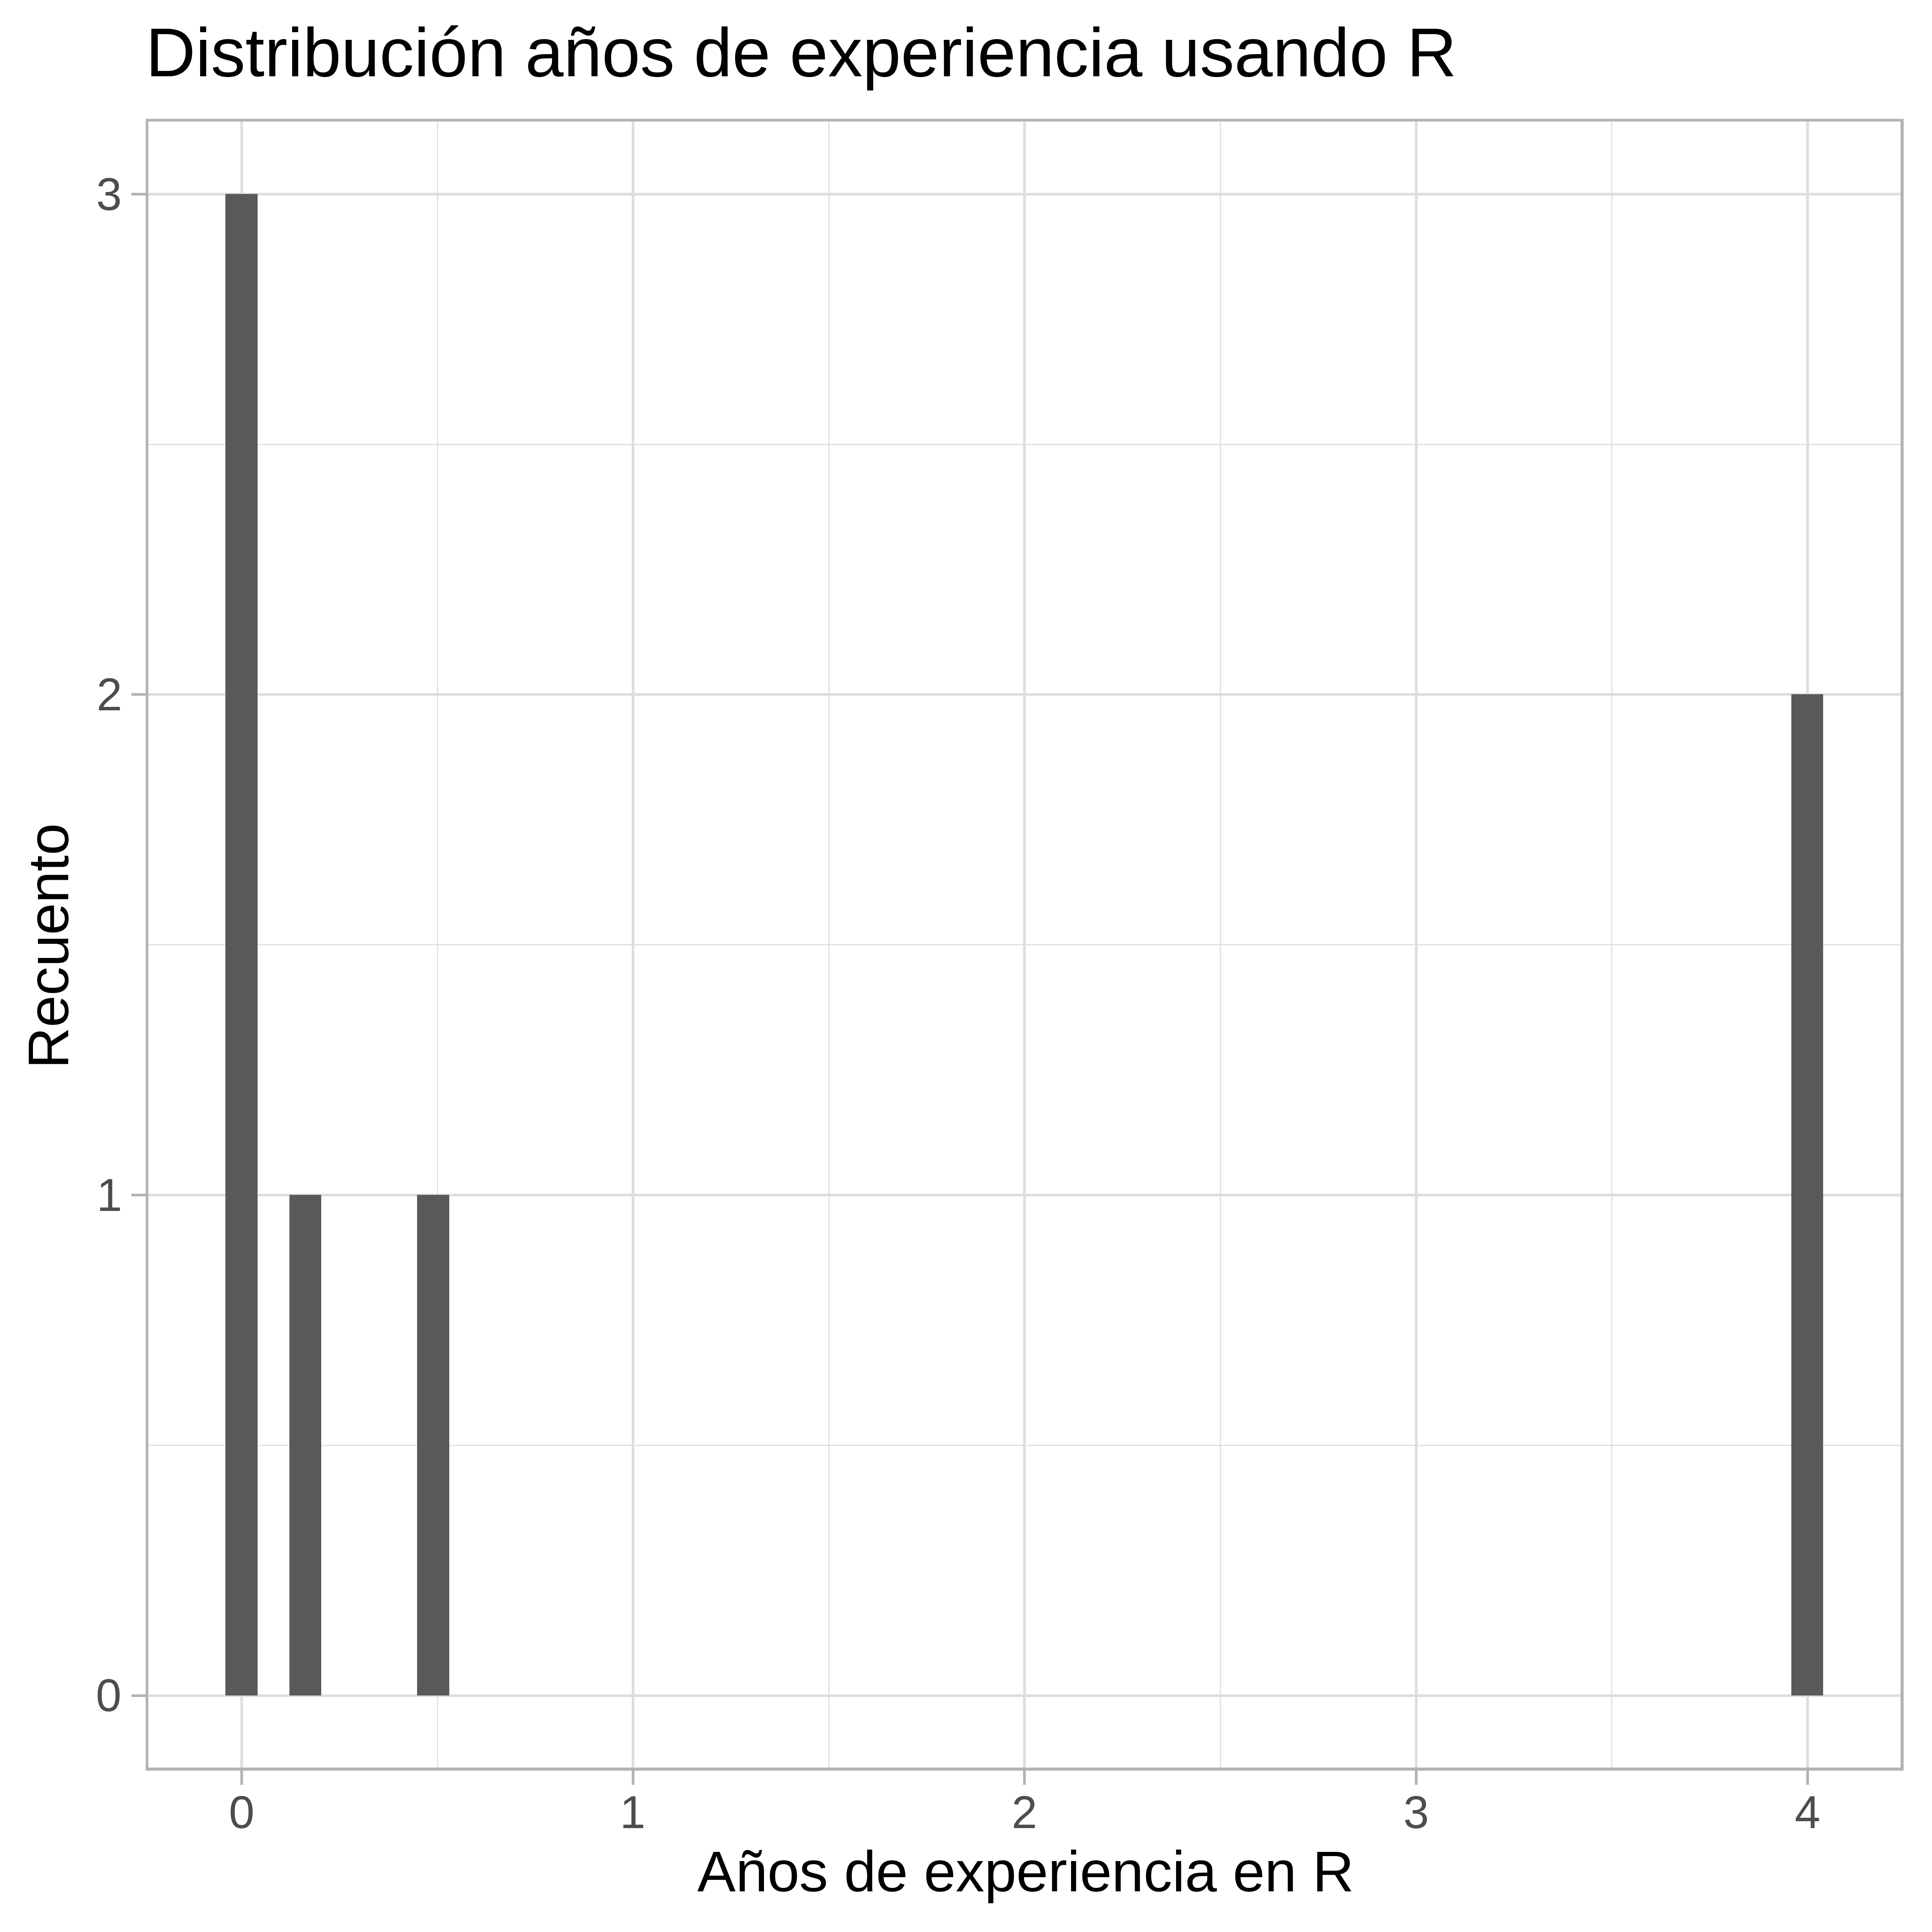 Distribución años de experiencia usando R
3
2
1
0
Recuento
0 1 2 3 4
Años de experiencia en R